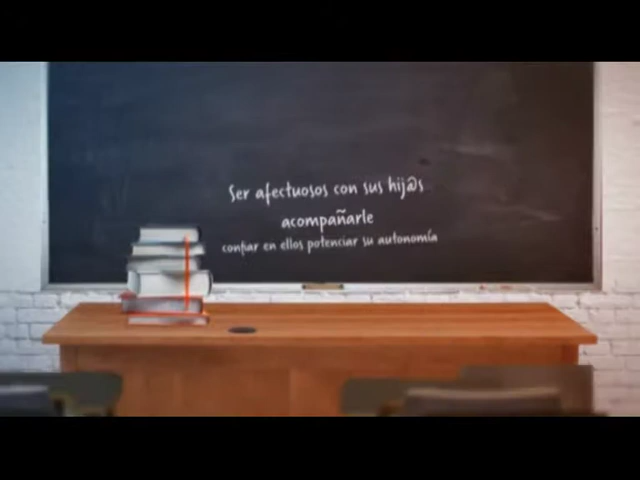 Ser afectuosos con sus hij@s
acompañarle
confiar en ellos potenciar su autonomía